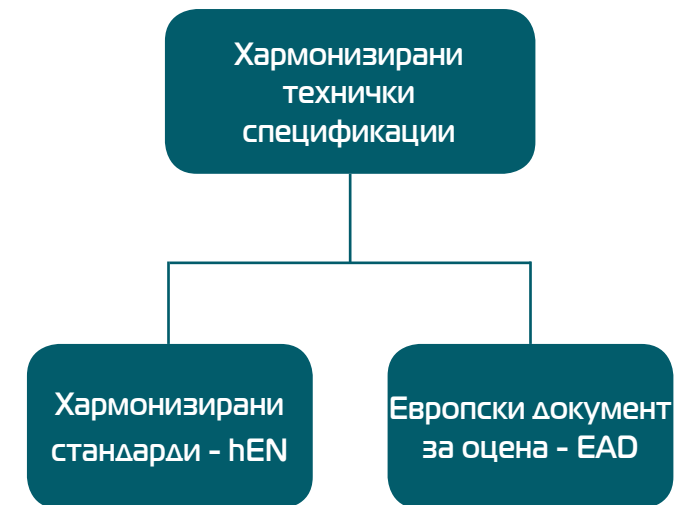 Хармонизирани
технички
спецификации
Хармонизирани
стандарди - hEN
Европски документ
за оцена - EAD